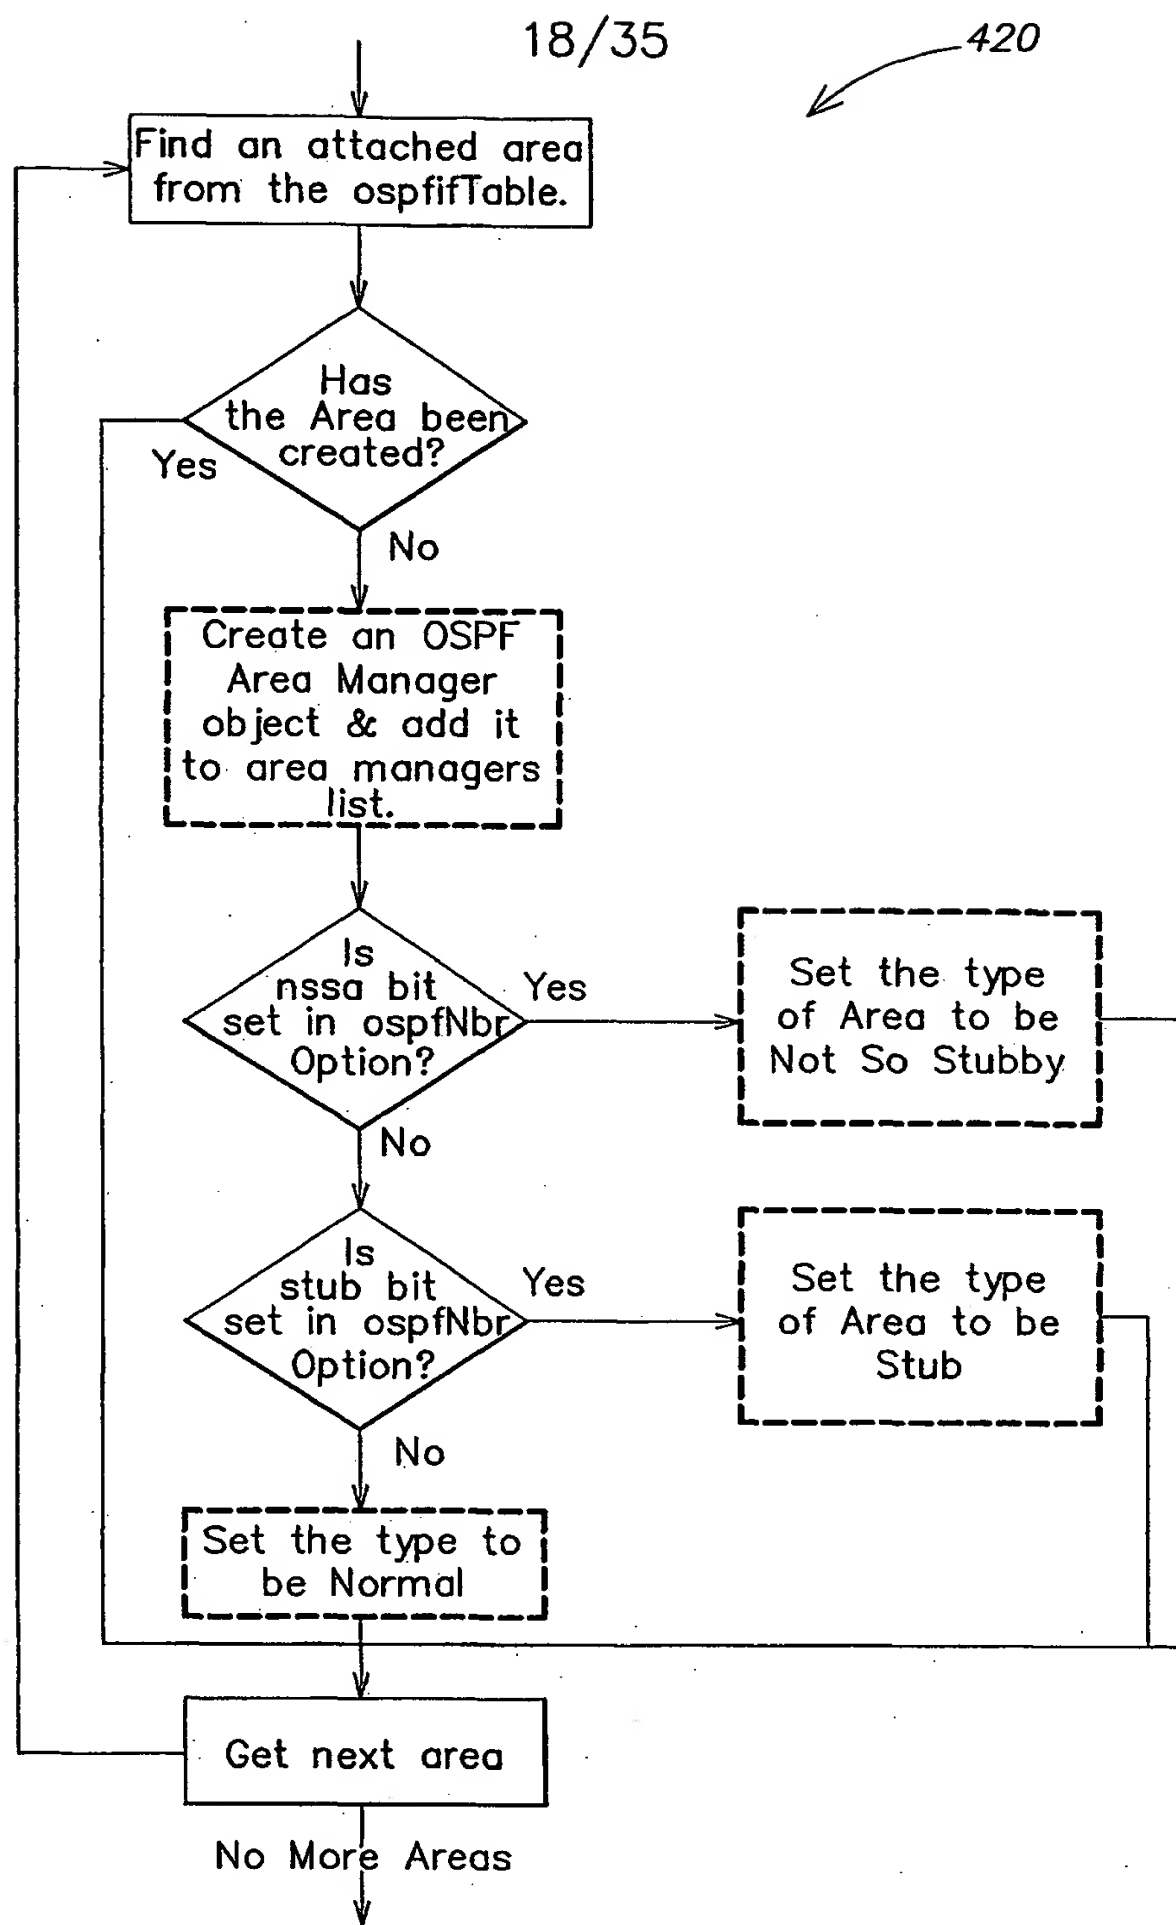 18/35
420
Find an attached area
from the ospfifTable.
Has
the Area been
created?
Yes
No
Create an OSPF
Area Manager
object & add it
to area managers
list.
Is
nssa bit
set in ospfNbr
Option?
Yes
Set the type
of Area to be
Not So Stubby
No
Is
stub bit
set in ospfNbr
Option?
Yes
Set the type
of Area to be
Stub
No
Set the type to
be Normal
Get next area
No More Areas